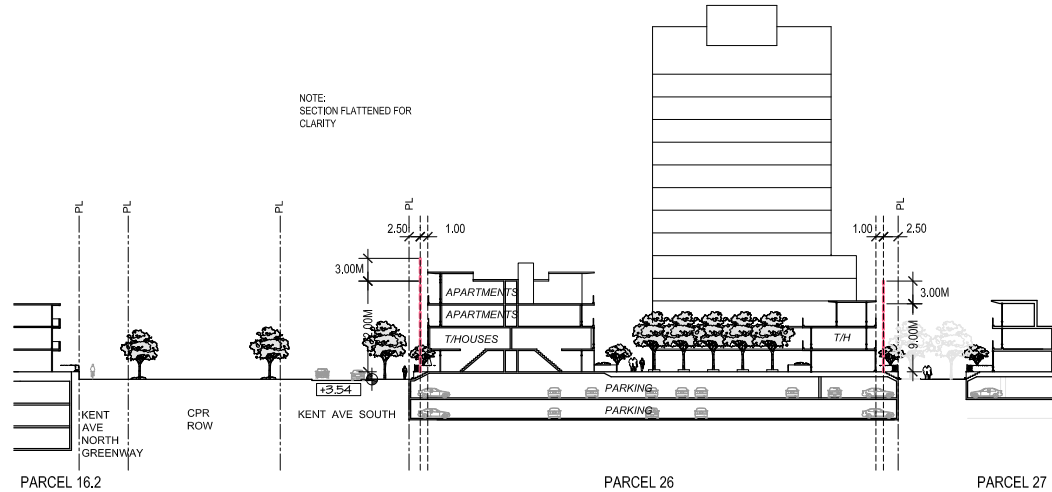 NOTE:
SECTION FLATTENED FOR
CLARITY
PL
PL
PL
PL
PL
2.50
1.00
1.00
2.50
3.00M
3.00M
APARTMENTS
APARTMENTS
T/HOUSES
T/H
9.00M
+3.54
PARKING
PARKING
KENT
AVE
NORTH
GREENWAY
CPR
ROW
KENT AVE SOUTH
PARCEL 16.2
PARCEL 26
PARCEL 27